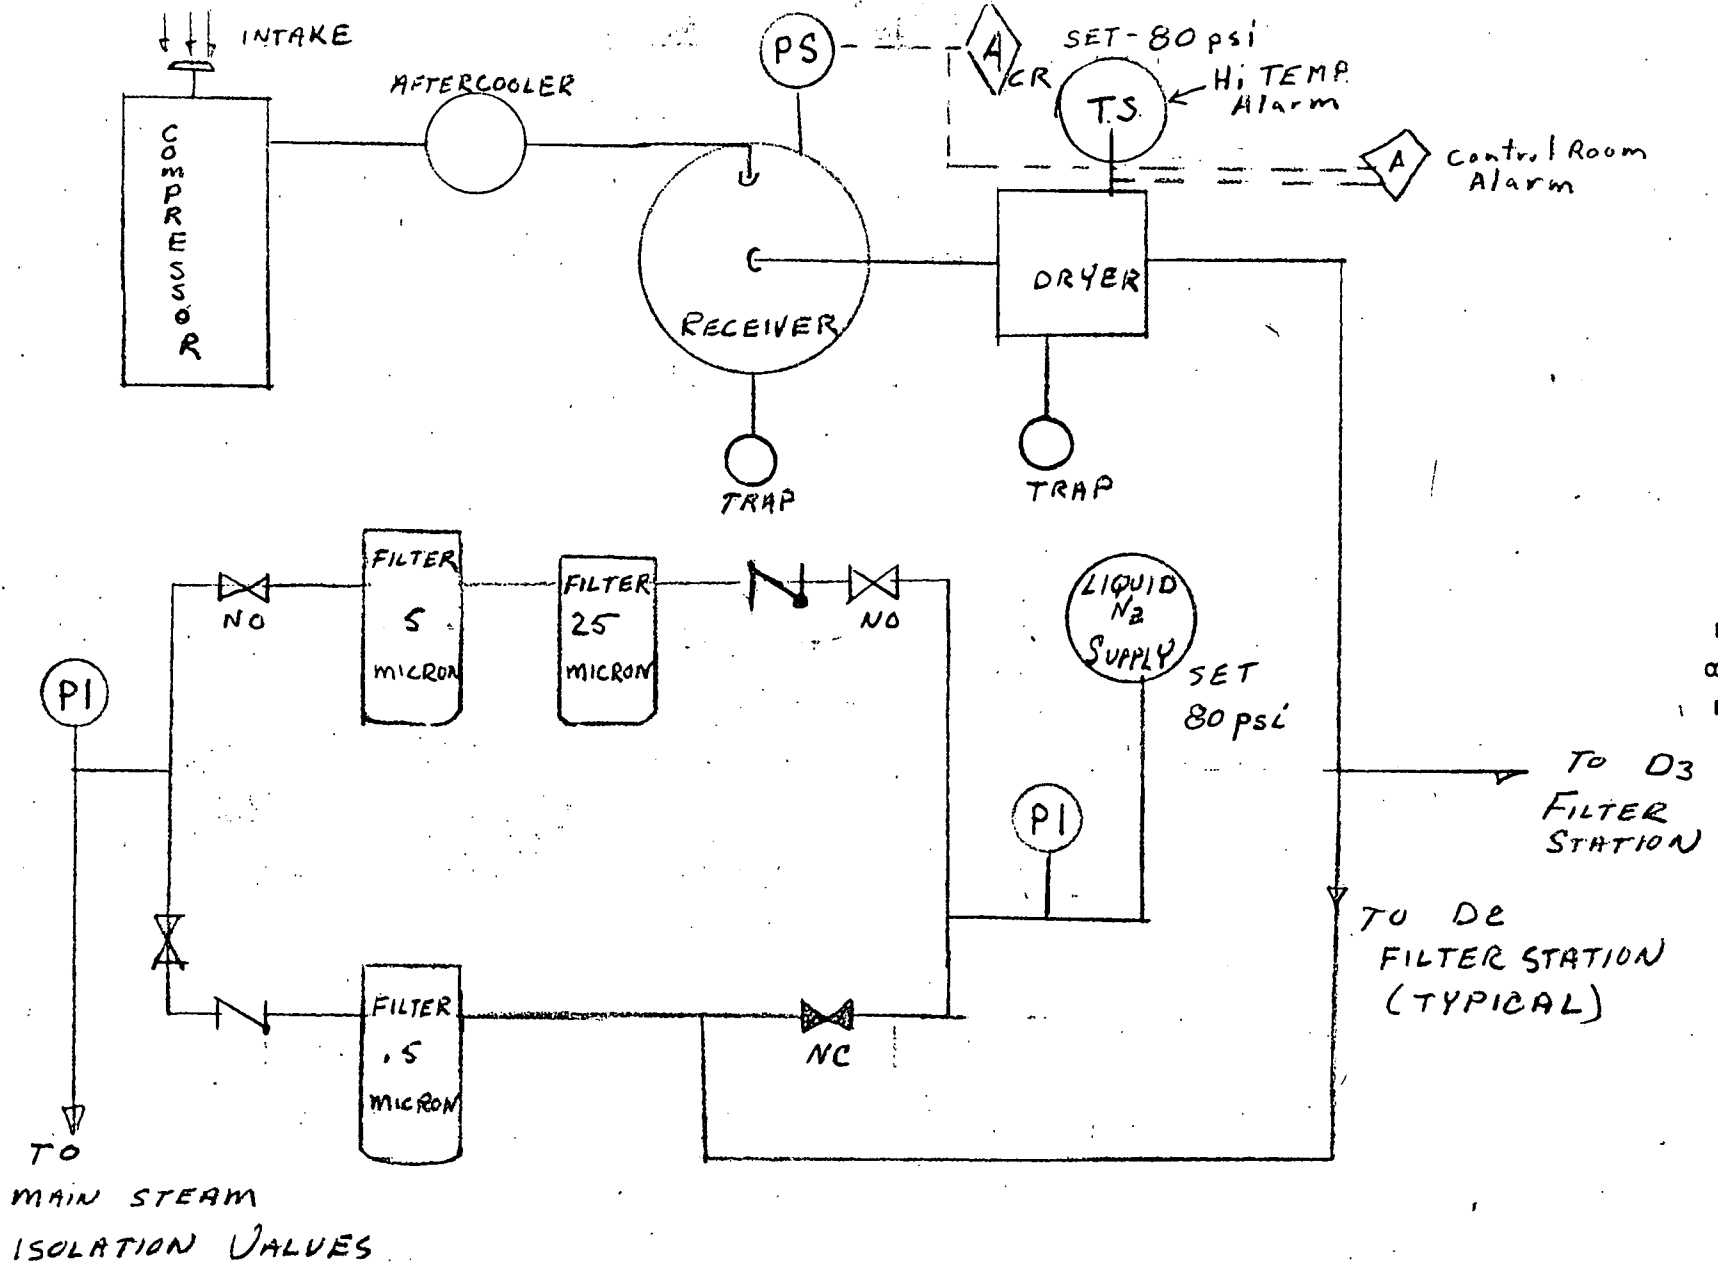 INTAKE
COMPRESSOR
AFTERCOOLER
PS
A
CR
SET-80 psi
T.S.
Hi TEMP.
Alarm
A
Control Room
Alarm
RECEIVER
DRYER
TRAP
TRAP
FILTER
5
MICRON
FILTER
25
MICRON
NO
NO
LIQUID
N2
SUPPLY
SET
80 psi
PI
PI
TO D3
FILTER
STATION
TO D2
FILTER STATION
(TYPICAL)
FILTER
.5
MICRON
NC
TO
MAIN STEAM
ISOLATION VALVES